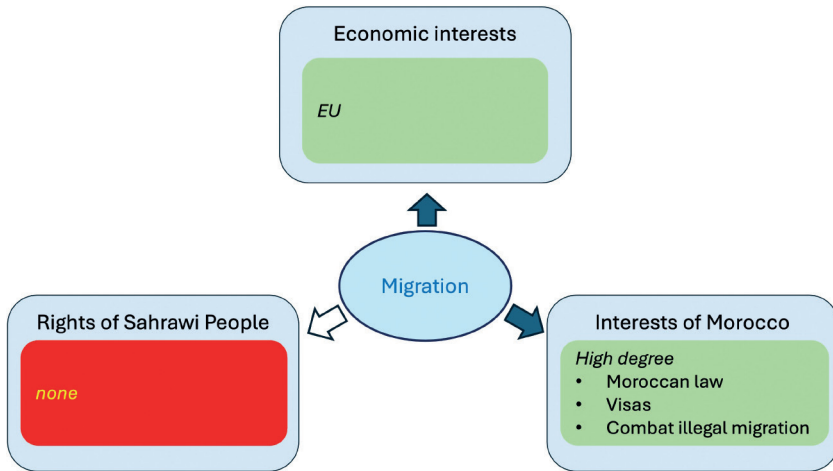 Economic interests
EU
Migration
Rights of Sahrawi People
none
Interests of Morocco
High degree
• Moroccan law
• Visas
• Combat illegal migration